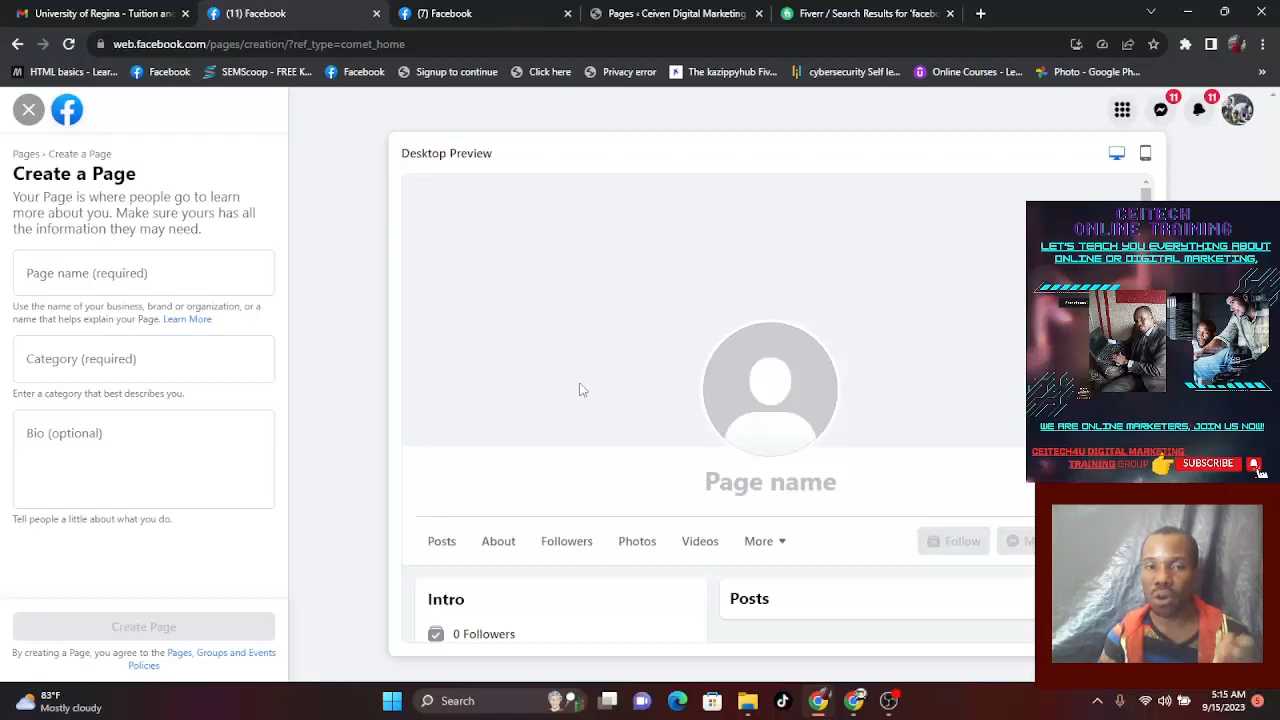 University of Regina - Tuition anc
(11) Facebook
(7) Facebook
Pages < Ceiven Digital Marketing
Fiverr / Search Results for 'facebo
web.facebook.com/pages/creation/?ref_type=comet_home
HTML basics - Lear...
Facebook
SEMScoop - FREE K...
Facebook
Signup to continue
Click here
Privacy error
The kazippyhub Fiv...
cybersecurity Self le...
Online Courses - Le...
Photo - Google Ph...
11
11
Pages › Create a Page
Create a Page
Your Page is where people go to learn
more about you. Make sure yours has all
the information they may need.
Page name (required)
Use the name of your business, brand or organization, or a
name that helps explain your Page. Learn More
Category (required)
Enter a category that best describes you.
Bio (optional)
Tell people a little about what you do.
Create Page
By creating a Page, you agree to the Pages, Groups and Events
Policies
Desktop Preview
Page name
Posts
About
Followers
Photos
Videos
More
Follow
M
Intro
0 Followers
Posts
CEITECH
ONLINE TRAINING
LET'S TEACH YOU EVERYTHING ABOUT
ONLINE OR DIGITAL MARKETING,
WE ARE ONLINE MARKETERS, JOIN US NOW!
CEITECH4U DIGITAL MARKETING
TRAINING GROUP
SUBSCRIBE
83°F
Mostly cloudy
Search
5:15 AM
9/15/2023